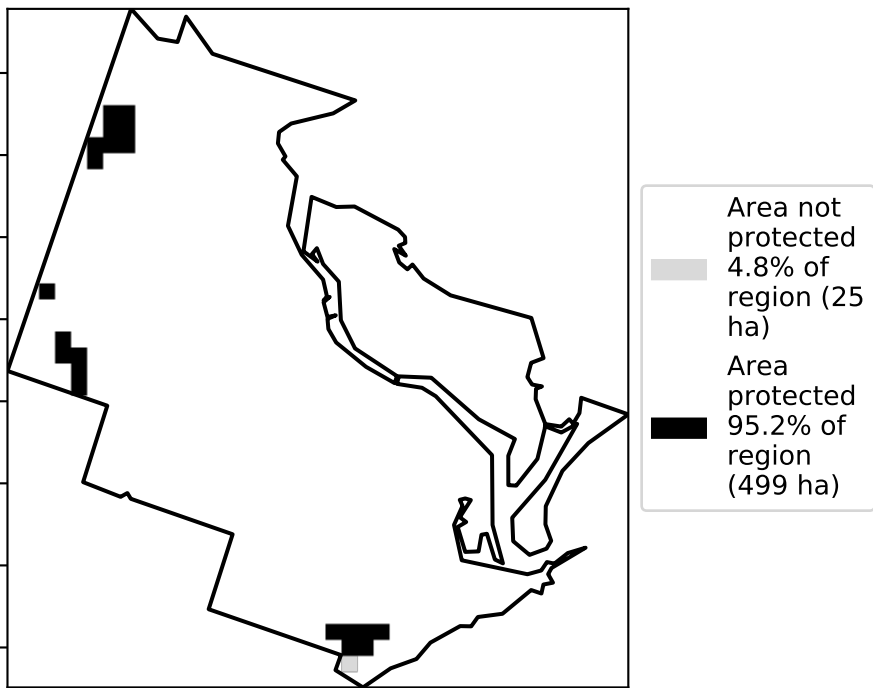 Area not
protected
4.8% of
region (25
ha)
Area
protected
95.2% of
region
(499 ha)